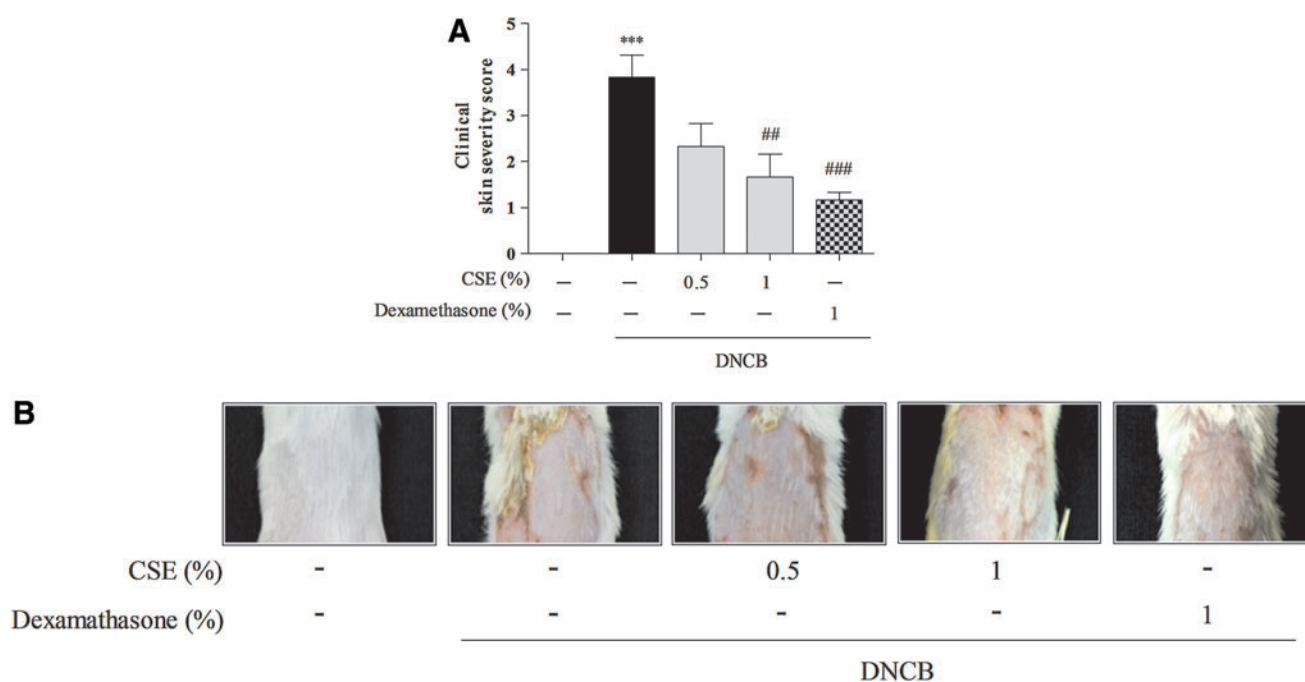 A
Clinical
skin severity score
5
4
3
2
1
0
***
##
###
CSE (%) – – 0.5 1 –
Dexamethasone (%) – – – – 1
DNCB
B
CSE (%) - - 0.5 1 -
Dexamathasone (%) - - - - 1
DNCB